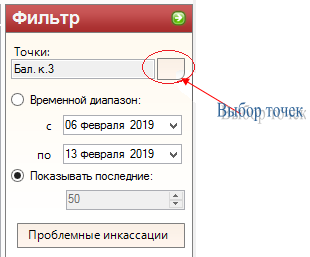 Фильтр
Точки:
Бал. к.3
Выбор точек
Временной диапазон:
с 06 февраля 2019
по 13 февраля 2019
Показывать последние:
50
Проблемные инкассации